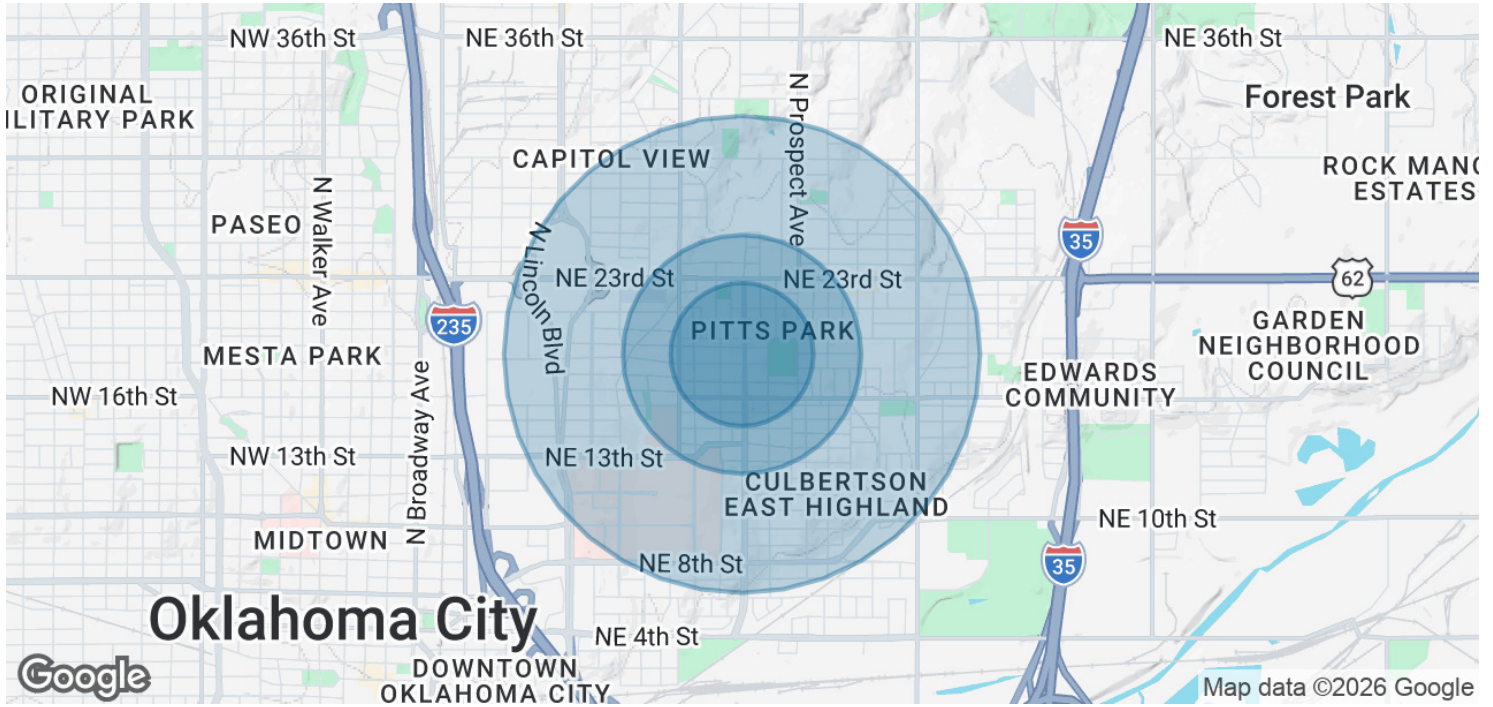 NW 36th St
NE 36th St
NE 36th St
ORIGINAL
ILITARY PARK
N Prospect Ave
Forest Park
CAPITOL VIEW
ROCK MANO
ESTATES
N Walker Ave
PASEO
N Lincoln Blvd
35
NE 23rd St
NE 23rd St
62
235
PITTS PARK
GARDEN
NEIGHBORHOOD
COUNCIL
MESTA PARK
N Broadway Ave
EDWARDS
COMMUNITY
NW 16th St
NW 13th St
NE 13th St
CULBERTSON
EAST HIGHLAND
NE 10th St
MIDTOWN
NE 8th St
35
Oklahoma City
NE 4th St
DOWNTOWN
OKLAHOMA CITY
Google
Map data ©2026 Google